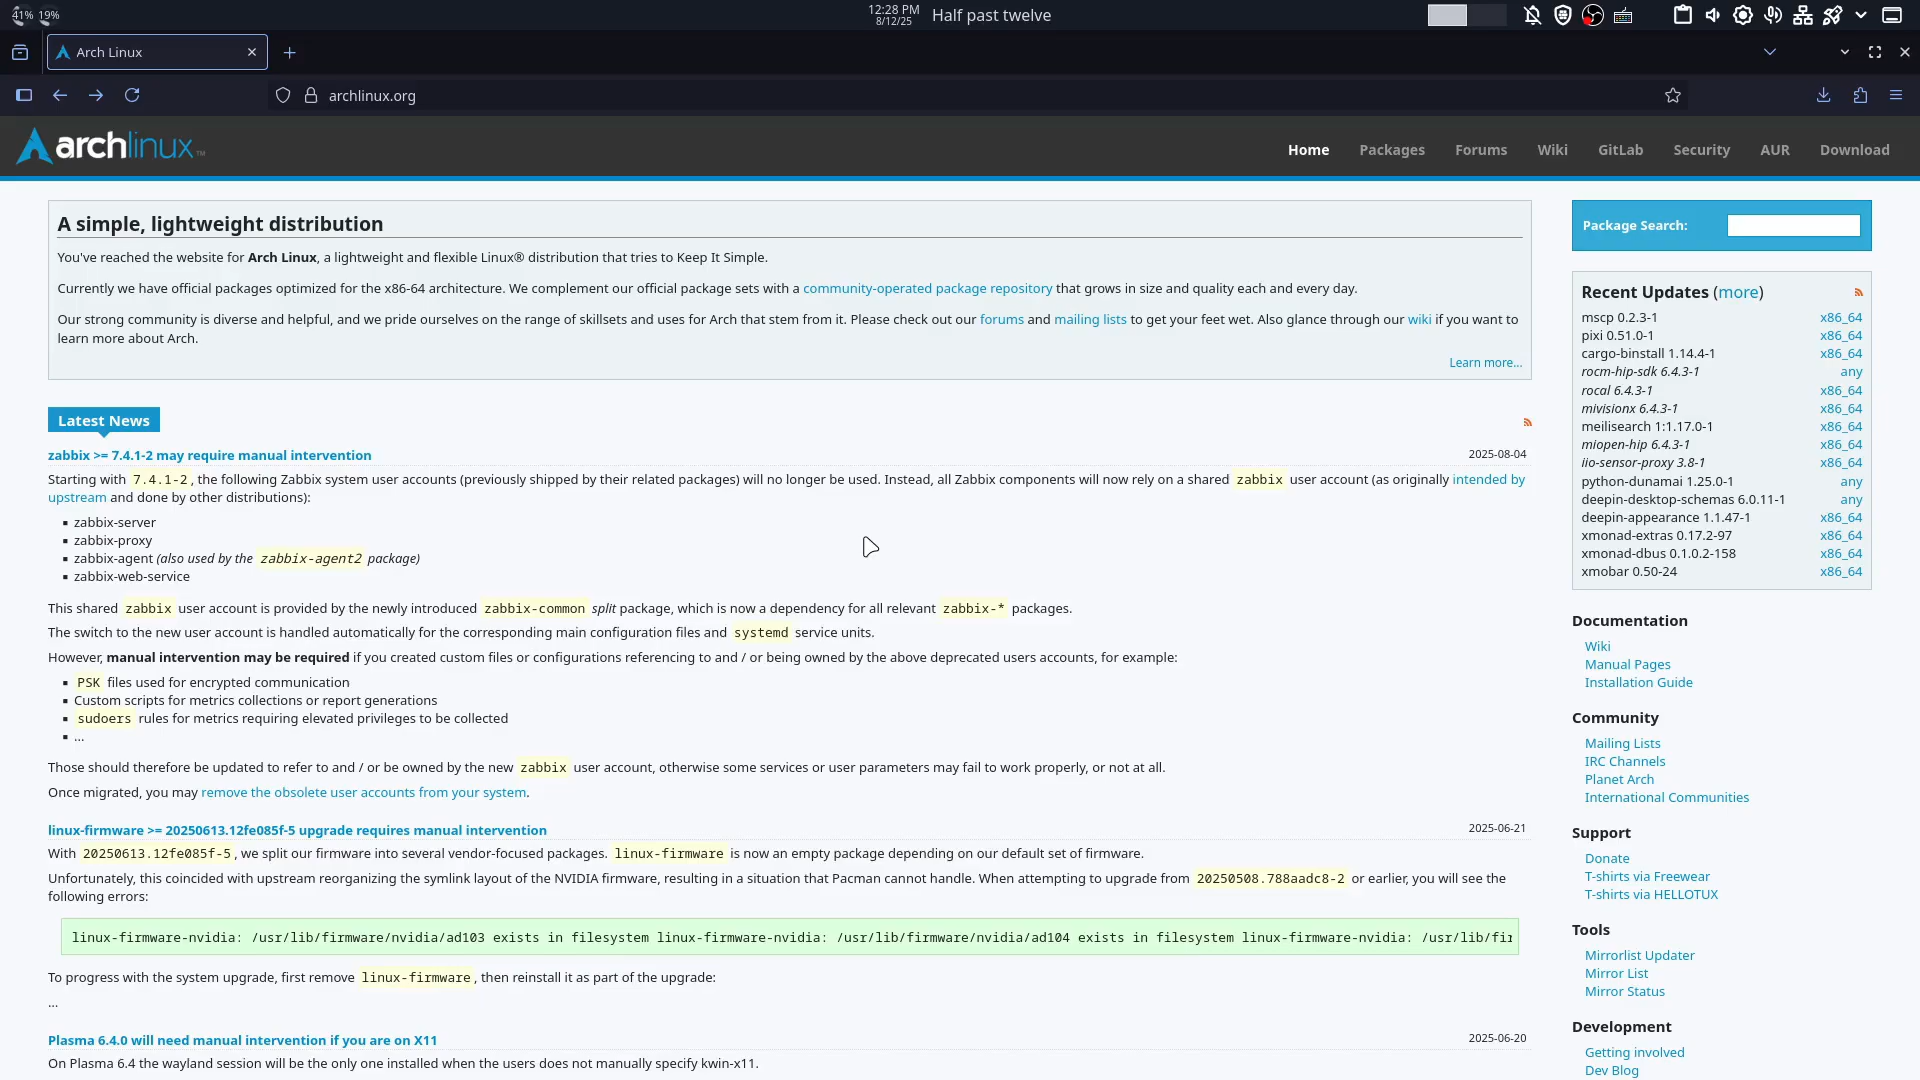 41% 19%
12:28 PM
8/12/25
Half past twelve
Arch Linux
archlinux.org
archlinux™
Home Packages Forums Wiki GitLab Security AUR Download
A simple, lightweight distribution
You've reached the website for Arch Linux, a lightweight and flexible Linux® distribution that tries to Keep It Simple.
Currently we have official packages optimized for the x86-64 architecture. We complement our official package sets with a community-operated package repository that grows in size and quality each and every day.
Our strong community is diverse and helpful, and we pride ourselves on the range of skillsets and uses for Arch that stem from it. Please check out our forums and mailing lists to get your feet wet. Also glance through our wiki if you want to
learn more about Arch.
Learn more...
Latest News
zabbix >= 7.4.1-2 may require manual intervention 2025-08-04
Starting with 7.4.1-2, the following Zabbix system user accounts (previously shipped by their related packages) will no longer be used. Instead, all Zabbix components will now rely on a shared zabbix user account (as originally intended by
upstream and done by other distributions):
▪ zabbix-server
▪ zabbix-proxy
▪ zabbix-agent (also used by the zabbix-agent2 package)
▪ zabbix-web-service
This shared zabbix user account is provided by the newly introduced zabbix-common split package, which is now a dependency for all relevant zabbix-* packages.
The switch to the new user account is handled automatically for the corresponding main configuration files and systemd service units.
However, manual intervention may be required if you created custom files or configurations referencing to and / or being owned by the above deprecated users accounts, for example:
▪ PSK files used for encrypted communication
▪ Custom scripts for metrics collections or report generations
▪ sudoers rules for metrics requiring elevated privileges to be collected
▪ ...
Those should therefore be updated to refer to and / or be owned by the new zabbix user account, otherwise some services or user parameters may fail to work properly, or not at all.
Once migrated, you may remove the obsolete user accounts from your system.
linux-firmware >= 20250613.12fe085f-5 upgrade requires manual intervention 2025-06-21
With 20250613.12fe085f-5, we split our firmware into several vendor-focused packages. linux-firmware is now an empty package depending on our default set of firmware.
Unfortunately, this coincided with upstream reorganizing the symlink layout of the NVIDIA firmware, resulting in a situation that Pacman cannot handle. When attempting to upgrade from 20250508.788aadc8-2 or earlier, you will see the
following errors:
linux-firmware-nvidia: /usr/lib/firmware/nvidia/ad103 exists in filesystem linux-firmware-nvidia: /usr/lib/firmware/nvidia/ad104 exists in filesystem linux-firmware-nvidia: /usr/lib/fir
To progress with the system upgrade, first remove linux-firmware, then reinstall it as part of the upgrade:
...
Plasma 6.4.0 will need manual intervention if you are on X11 2025-06-20
On Plasma 6.4 the wayland session will be the only one installed when the users does not manually specify kwin-x11.
Package Search:
Recent Updates (more)
mscp 0.2.3-1 x86_64
pixi 0.51.0-1 x86_64
cargo-binstall 1.14.4-1 x86_64
rocm-hip-sdk 6.4.3-1 any
rocal 6.4.3-1 x86_64
mivisionx 6.4.3-1 x86_64
meilisearch 1:1.17.0-1 x86_64
miopen-hip 6.4.3-1 x86_64
iio-sensor-proxy 3.8-1 x86_64
python-dunamai 1.25.0-1 any
deepin-desktop-schemas 6.0.11-1 any
deepin-appearance 1.1.47-1 x86_64
xmonad-extras 0.17.2-97 x86_64
xmonad-dbus 0.1.0.2-158 x86_64
xmobar 0.50-24 x86_64
Documentation
Wiki
Manual Pages
Installation Guide
Community
Mailing Lists
IRC Channels
Planet Arch
International Communities
Support
Donate
T-shirts via Freewear
T-shirts via HELLOTUX
Tools
Mirrorlist Updater
Mirror List
Mirror Status
Development
Getting involved
Dev Blog